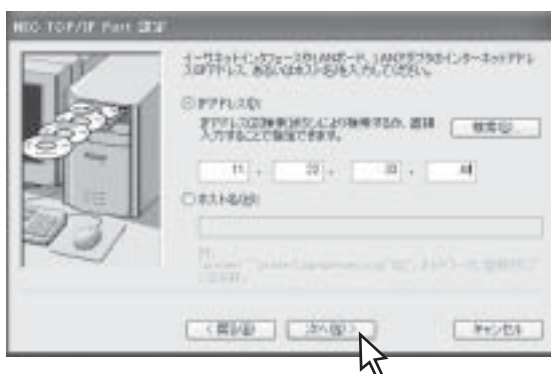 NEC TCP/IP Port 設定
イーサネットインタフェースやLANボード、LANアダプタのインターネットアドレス(IPアドレス、あるいはホスト名)を入力してください。
IPアドレス(I):
IPアドレスは[検索]ボタンにより検索するか、直接
入力することで指定できます。
検索(S)...
11 . 22 . 33 . 44
ホスト名(H):
例:
< 戻る(B)
次へ(N) >
キャンセル